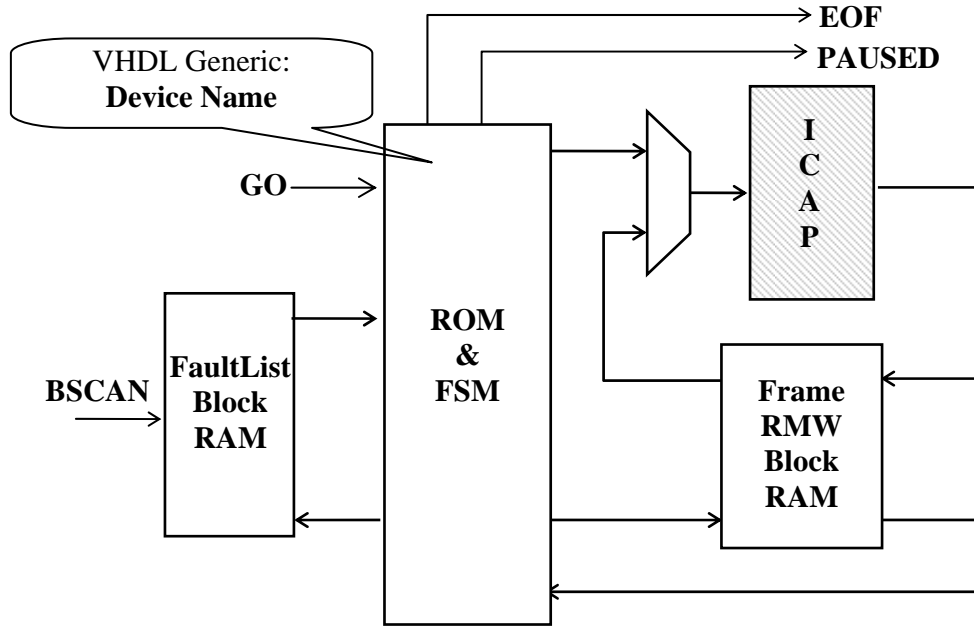 EOF
PAUSED
VHDL Generic:
Device Name
I
C
A
P
GO
ROM
&
FSM
BSCAN
FaultList
Block
RAM
Frame
RMW
Block
RAM